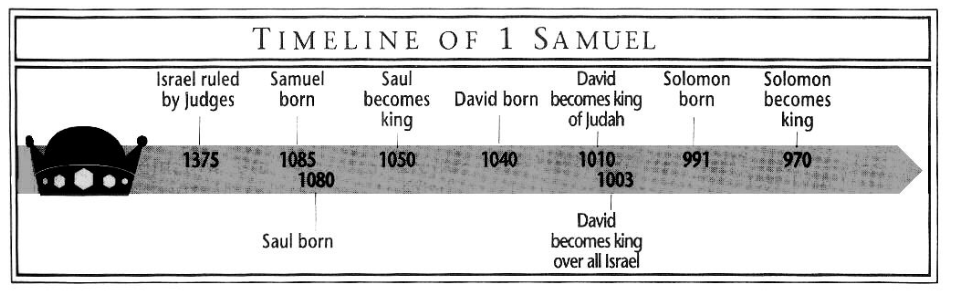 TIMELINE OF 1 SAMUEL
Israel ruled
by Judges
Samuel
born
Saul
becomes
king
David born
David
becomes king
of Judah
Solomon
born
Solomon
becomes
king
1375
1085
1050
1040
1010
991
970
1080
1003
Saul born
David
becomes king
over all Israel